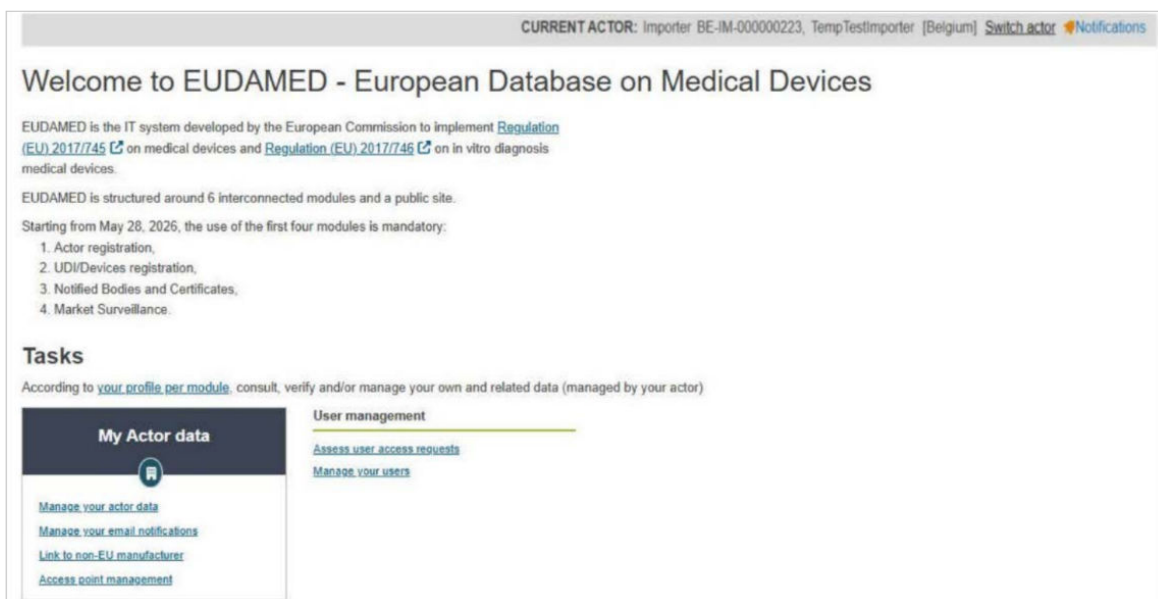 CURRENT ACTOR: Importer BE-IM-000000223, TempTestImporter [Belgium] Switch actor Notifications
Welcome to EUDAMED - European Database on Medical Devices
EUDAMED is the IT system developed by the European Commission to implement Regulation
(EU) 2017/745 on medical devices and Regulation (EU) 2017/746 on in vitro diagnosis
medical devices.
EUDAMED is structured around 6 interconnected modules and a public site.
Starting from May 28, 2026, the use of the first four modules is mandatory:
1. Actor registration,
2. UDI/Devices registration,
3. Notified Bodies and Certificates,
4. Market Surveillance.
Tasks
According to your profile per module, consult, verify and/or manage your own and related data (managed by your actor)
My Actor data
Manage your actor data
Manage your email notifications
Link to non-EU manufacturer
Access point management
User management
Assess user access requests
Manage your users